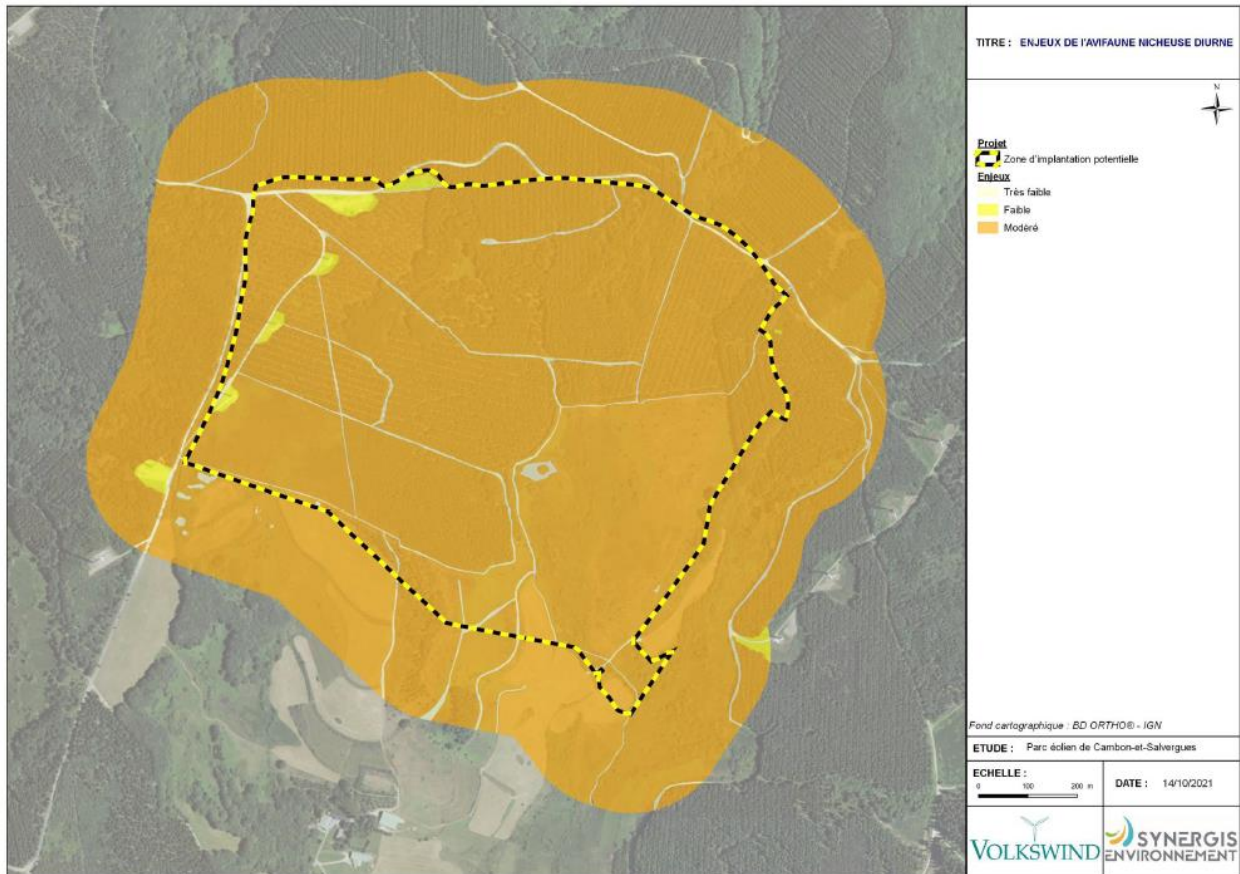 TITRE : ENJEUX DE l'AVIFAUNE NICHEUSE DIURNE
N
Projet
Zone d'implantation potentielle
Enjeux
Très faible
Faible
Modéré
Fond cartographique : BD ORTHO® - IGN
ETUDE : Parc éolien de Cambon-et-Salvergues
ECHELLE :
0 100 200 m
DATE : 14/10/2021
VOLKSWIND
SYNERGIS
ENVIRONNEMENT